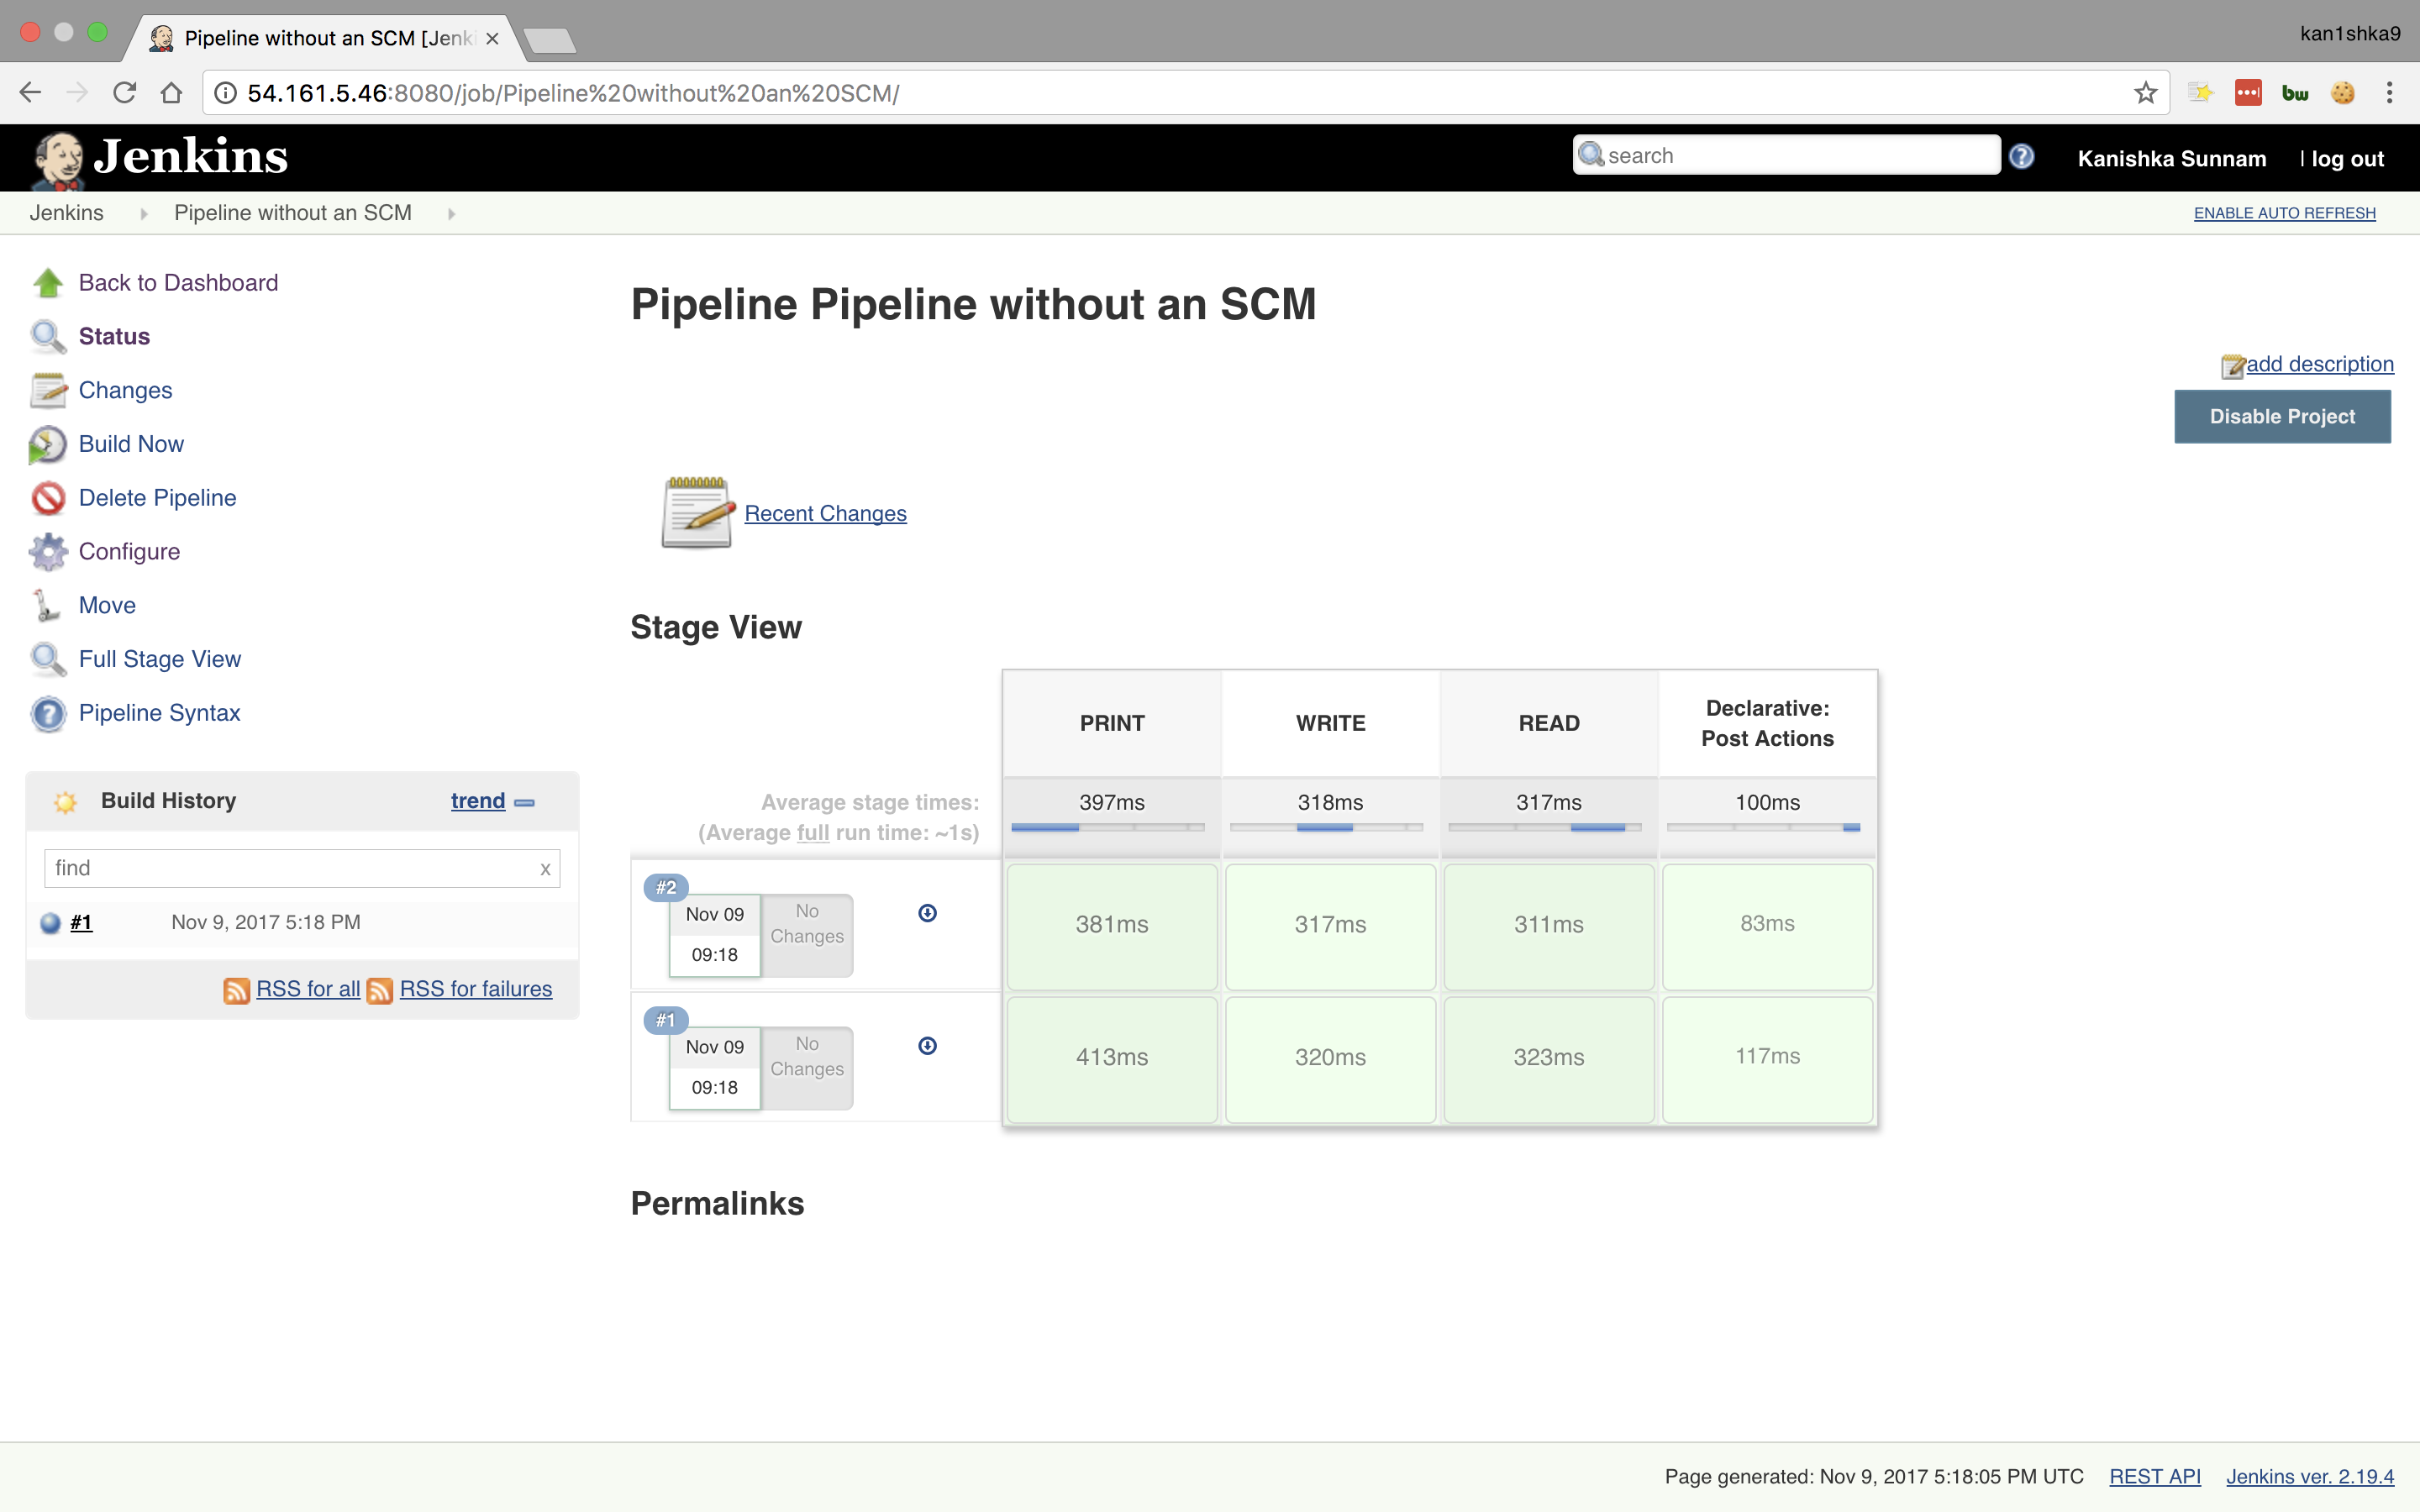 Pipeline without an SCM [Jenki
kan1shka9
54.161.5.46:8080/job/Pipeline%20without%20an%20SCM/
bw
Jenkins
search
Kanishka Sunnam
| log out
Jenkins
Pipeline without an SCM
ENABLE AUTO REFRESH
Back to Dashboard
Status
Changes
Build Now
Delete Pipeline
Configure
Move
Full Stage View
Pipeline Syntax
Build History
trend
find
x
#1
Nov 9, 2017 5:18 PM
RSS for all
RSS for failures
Pipeline Pipeline without an SCM
add description
Disable Project
Recent Changes
Stage View
PRINT
WRITE
READ
Declarative:
Post Actions
Average stage times:
(Average full run time: ~1s)
397ms
318ms
317ms
100ms
#2
Nov 09
09:18
No
Changes
381ms
317ms
311ms
83ms
#1
Nov 09
09:18
No
Changes
413ms
320ms
323ms
117ms
Permalinks
Page generated: Nov 9, 2017 5:18:05 PM UTC
REST API
Jenkins ver. 2.19.4